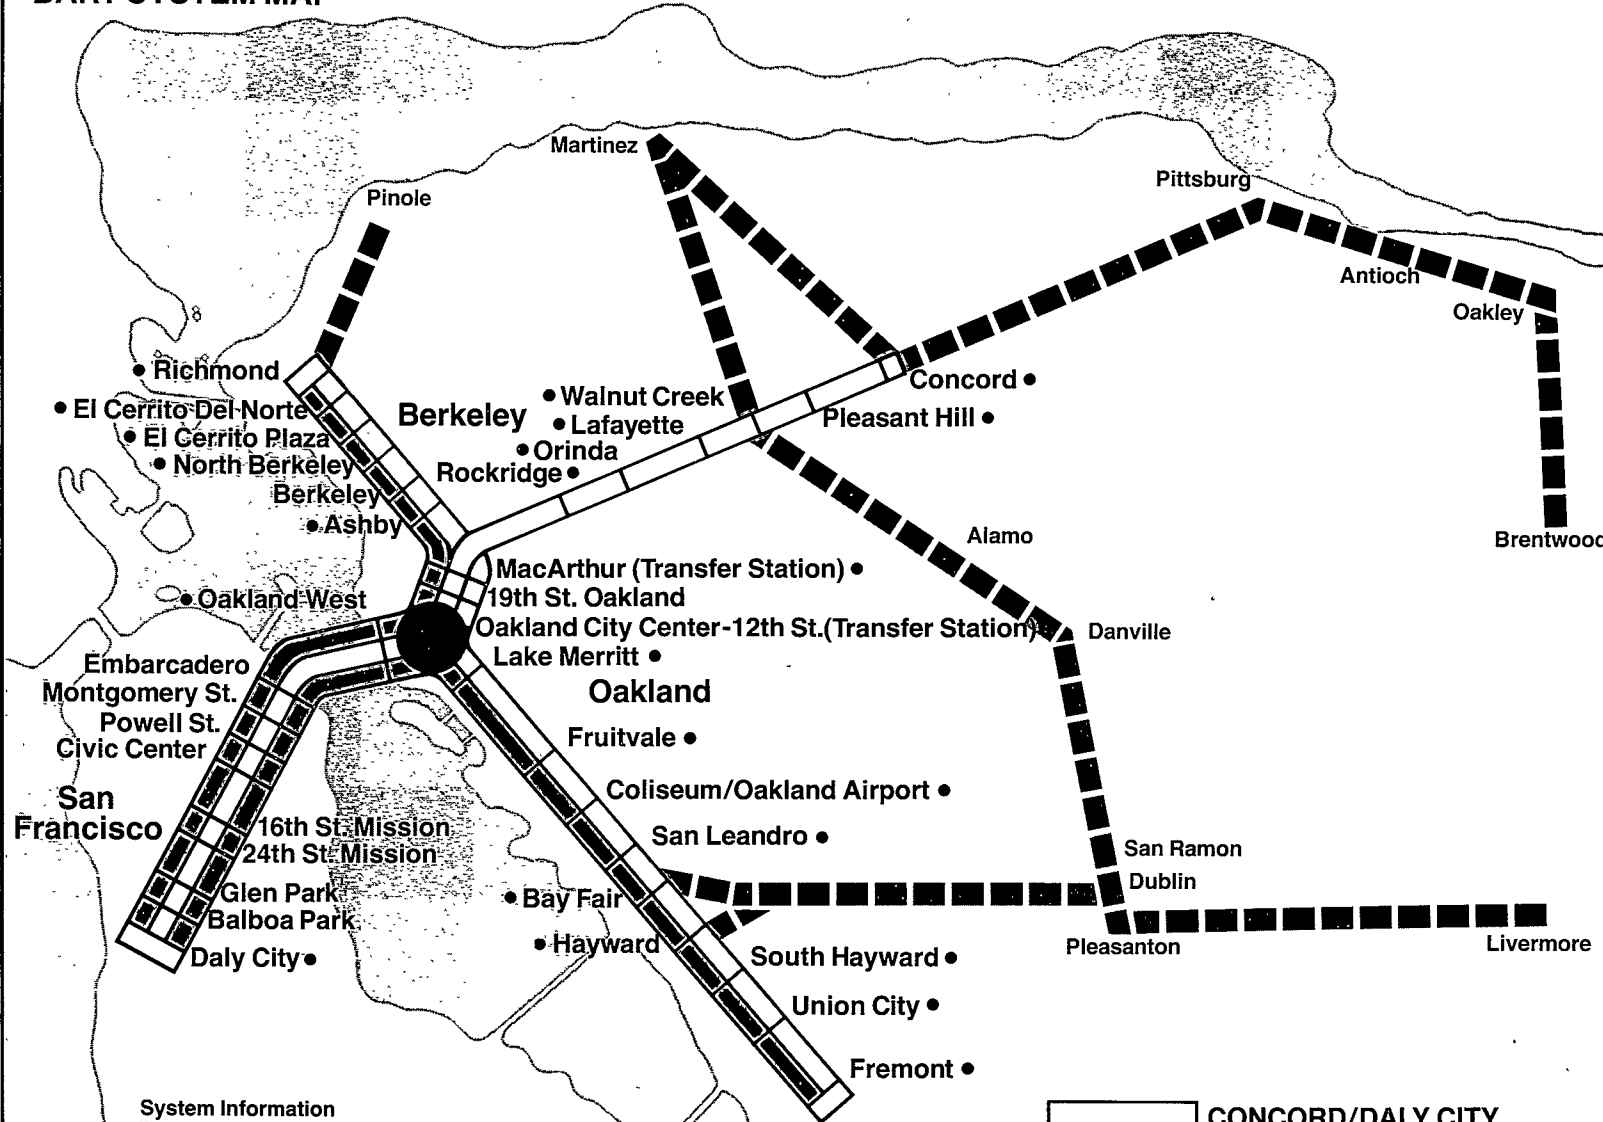 BART SYSTEM MAP
Martinez
Pinole
Pittsburg
Antioch
Oakley
Richmond
Concord
El Cerrito Del Norte
Berkeley
Walnut Creek
Pleasant Hill
Lafayette
El Cerrito Plaza
Orinda
North Berkeley
Rockridge
Berkeley
Ashby
Alamo
Brentwood
MacArthur (Transfer Station)
Oakland West
19th St. Oakland
Oakland City Center-12th St.(Transfer Station)
Danville
Lake Merritt
Embarcadero
Montgomery St.
Oakland
Powell St.
Civic Center
Fruitvale
Coliseum/Oakland Airport
San
Francisco
16th St. Mission
24th St. Mission
San Leandro
San Ramon
Dublin
Glen Park
Bay Fair
Balboa Park
Hayward
Pleasanton
Livermore
Daly City
South Hayward
Union City
Fremont
System Information
CONCORD/DALY CITY